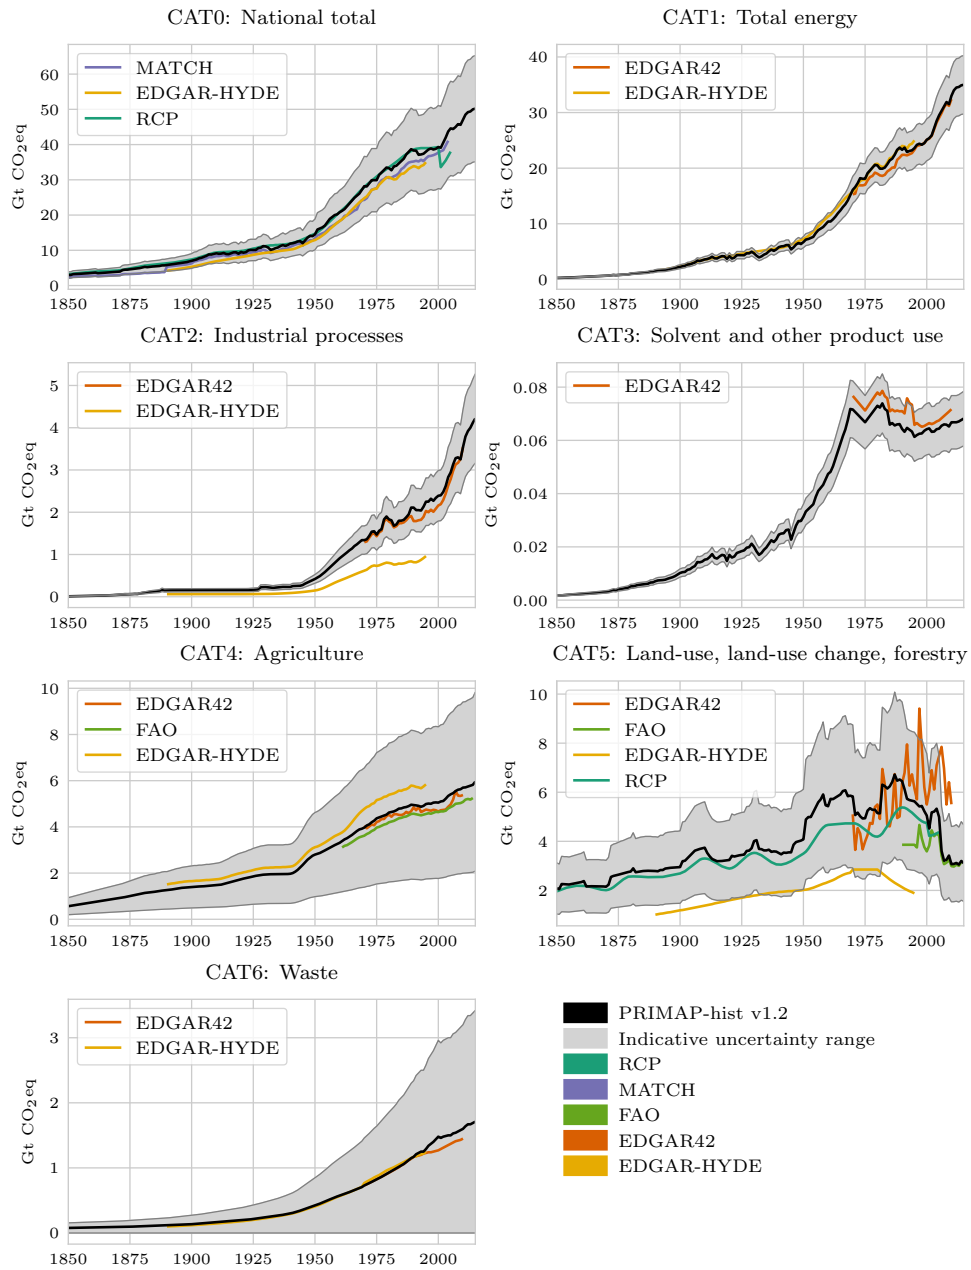 CAT0: National total
Gt CO₂eq
60
50
40
30
20
10
0
MATCH
EDGAR-HYDE
RCP
1850 1875 1900 1925 1950 1975 2000
CAT1: Total energy
Gt CO₂eq
40
30
20
10
0
EDGAR42
EDGAR-HYDE
1850 1875 1900 1925 1950 1975 2000
CAT2: Industrial processes
Gt CO₂eq
5
4
3
2
1
0
EDGAR42
EDGAR-HYDE
1850 1875 1900 1925 1950 1975 2000
CAT3: Solvent and other product use
Gt CO₂eq
0.08
0.06
0.04
0.02
0.00
EDGAR42
1850 1875 1900 1925 1950 1975 2000
CAT4: Agriculture
Gt CO₂eq
10
8
6
4
2
0
EDGAR42
FAO
EDGAR-HYDE
1850 1875 1900 1925 1950 1975 2000
CAT5: Land-use, land-use change, forestry
Gt CO₂eq
10
8
6
4
2
EDGAR42
FAO
EDGAR-HYDE
RCP
1850 1875 1900 1925 1950 1975 2000
CAT6: Waste
Gt CO₂eq
3
2
1
0
EDGAR42
EDGAR-HYDE
1850 1875 1900 1925 1950 1975 2000
PRIMAP-hist v1.2
Indicative uncertainty range
RCP
MATCH
FAO
EDGAR42
EDGAR-HYDE